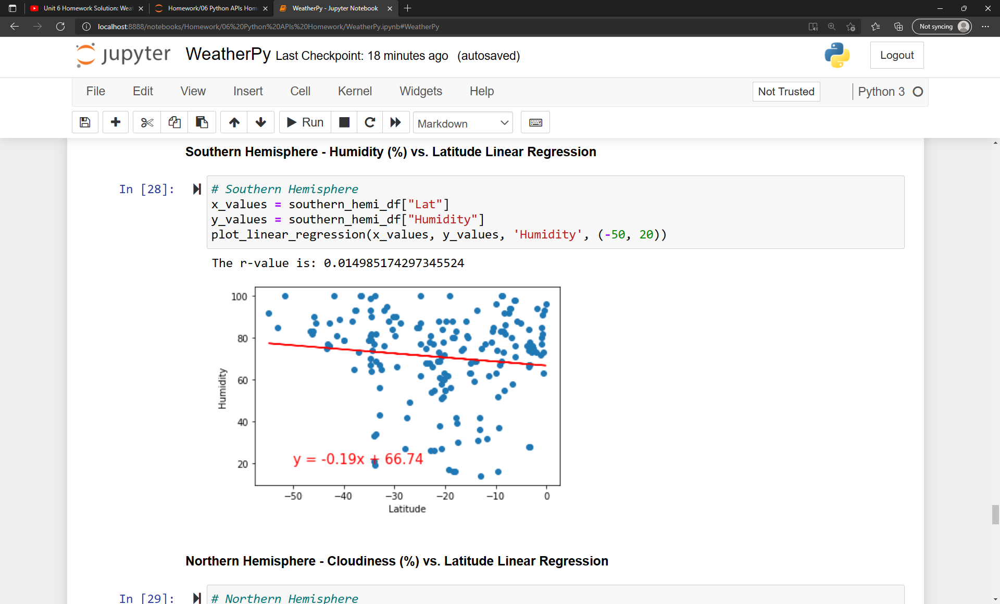 Unit 6 Homework Solution: Wea
Homework/06 Python APIs Hom
WeatherPy - Jupyter Notebook
localhost:8888/notebooks/Homework/06%20Python%20APIs%20Homework/WeatherPy.ipynb#WeatherPy
Not syncing
jupyter WeatherPy Last Checkpoint: 18 minutes ago (autosaved)
Logout
File Edit View Insert Cell Kernel Widgets Help
Not Trusted
Python 3
Run
Markdown
Southern Hemisphere - Humidity (%) vs. Latitude Linear Regression
In [28]:
# Southern Hemisphere
x_values = southern_hemi_df["Lat"]
y_values = southern_hemi_df["Humidity"]
plot_linear_regression(x_values, y_values, 'Humidity', (-50, 20))
The r-value is: 0.014985174297345524
100
80
60
40
20
Humidity
y = -0.19x + 66.74
−50 −40 −30 −20 −10 0
Latitude
Northern Hemisphere - Cloudiness (%) vs. Latitude Linear Regression
In [29]:
# Northern Hemisphere